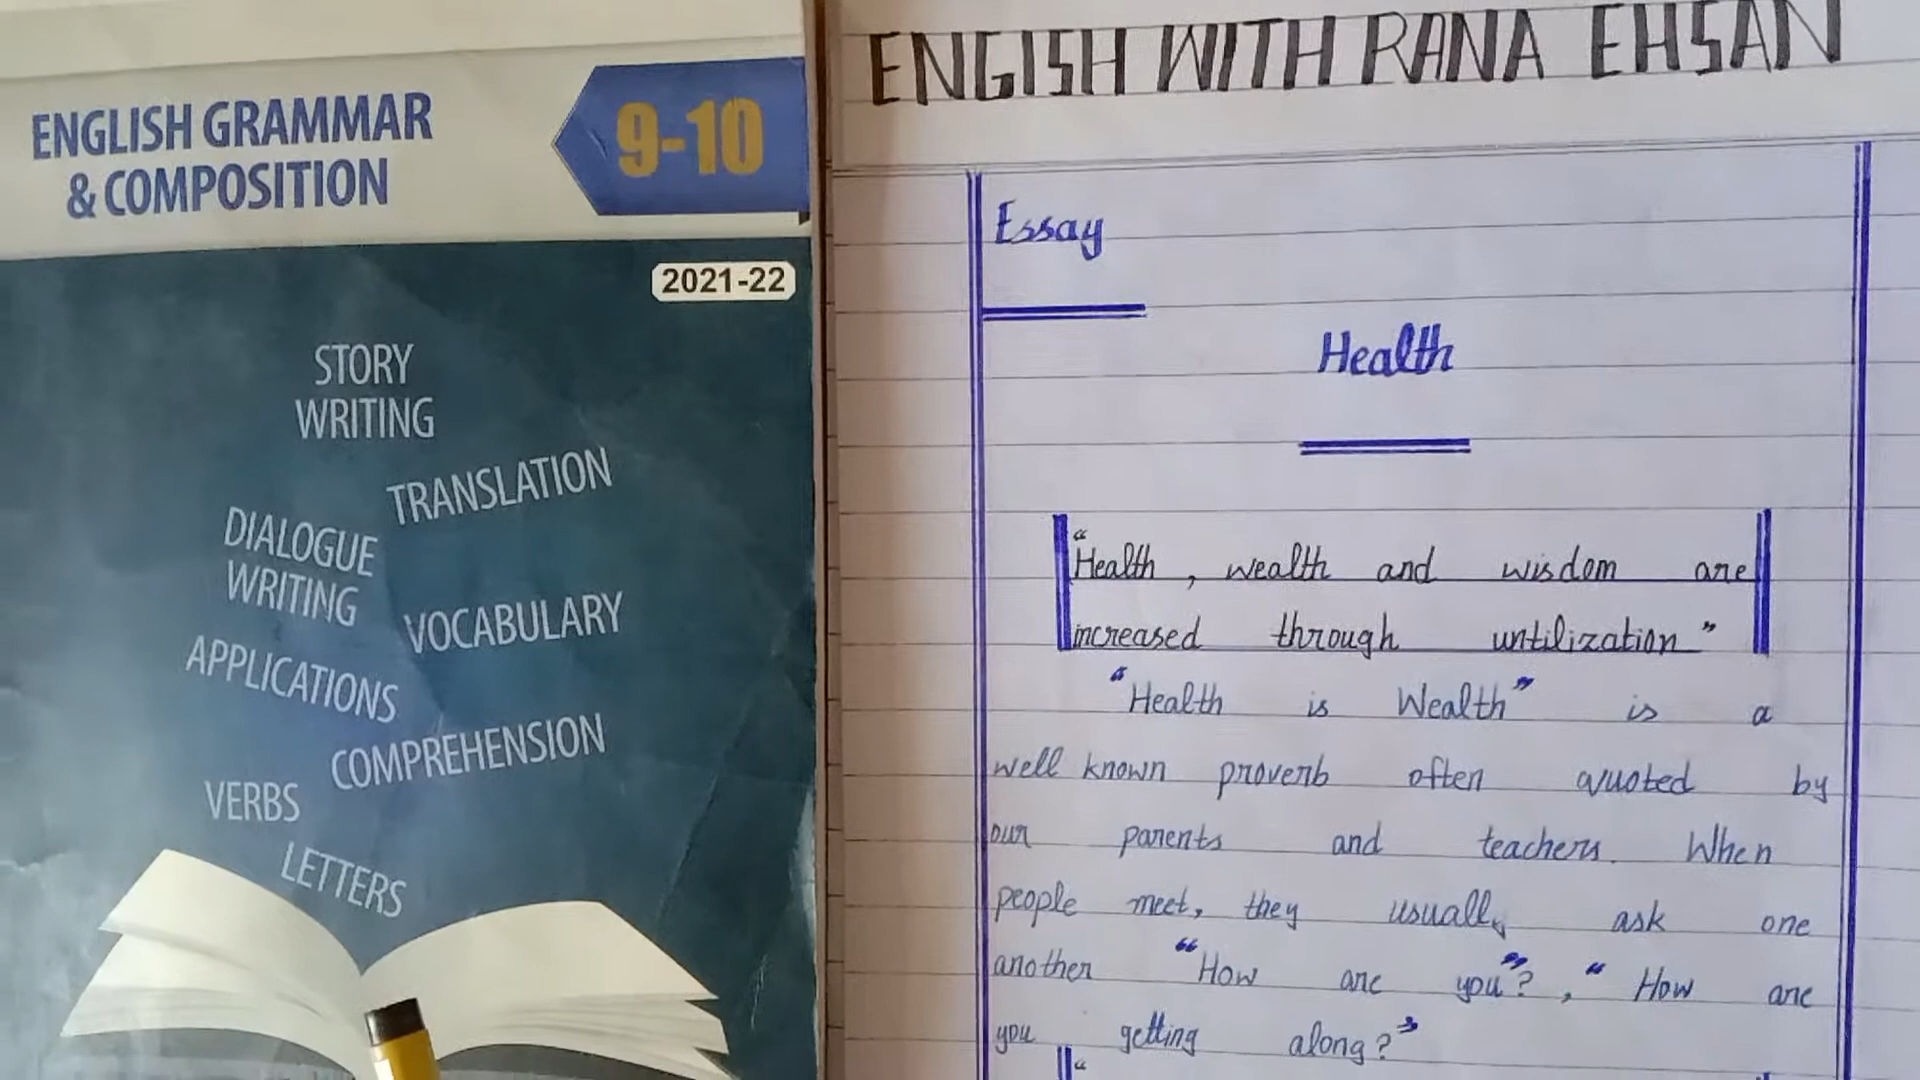 ENGLISH GRAMMAR
& COMPOSITION
9-10
2021-22
STORY
WRITING
TRANSLATION
DIALOGUE
WRITING
VOCABULARY
APPLICATIONS
COMPREHENSION
VERBS
LETTERS
ENGISH WITH RANA EHSAN
Essay
Health
"Health, wealth and wisdom are
increased through untilization"
"Health is Wealth" is a
well known proverb often quoted by
our parents and teachers. When
people meet, they usually ask one
another "How are you"?, "How are
you getting along?"